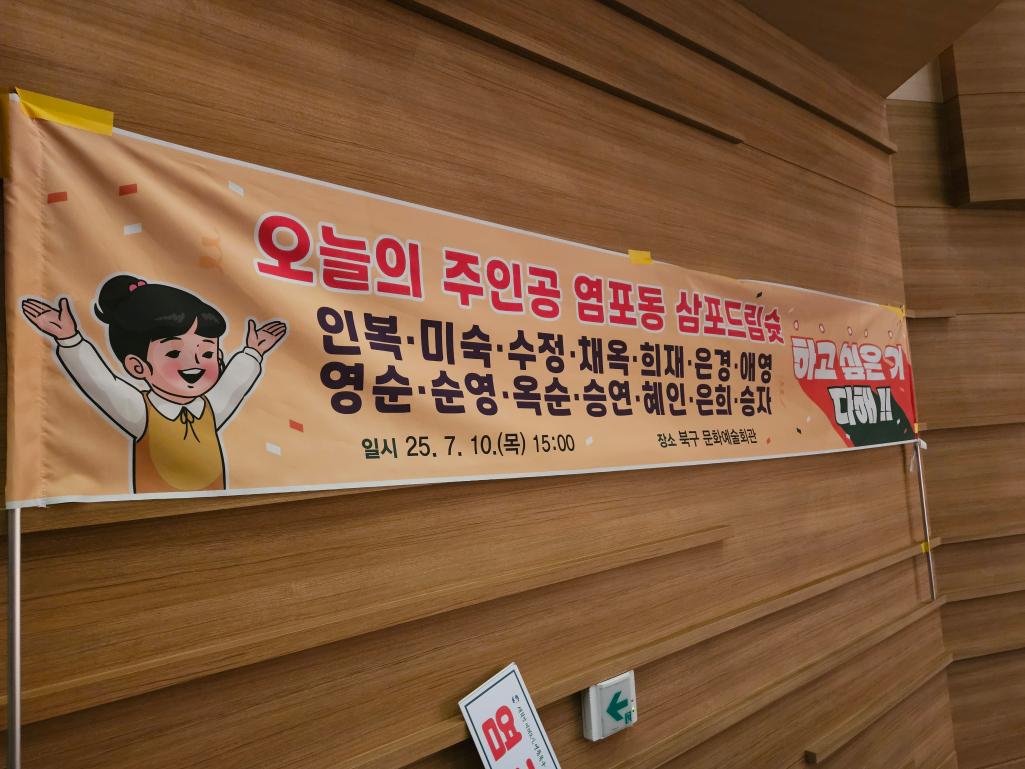 오늘의 주인공 염포동 삼포드림슛
인복·미숙·수정·채옥·희재·은경·애영
영순·순영·옥순·승연·혜인·은희·승자
일시 25. 7. 10.(목) 15:00
장소 북구 문화예술회관
하고 싶은 거
다해!!
염